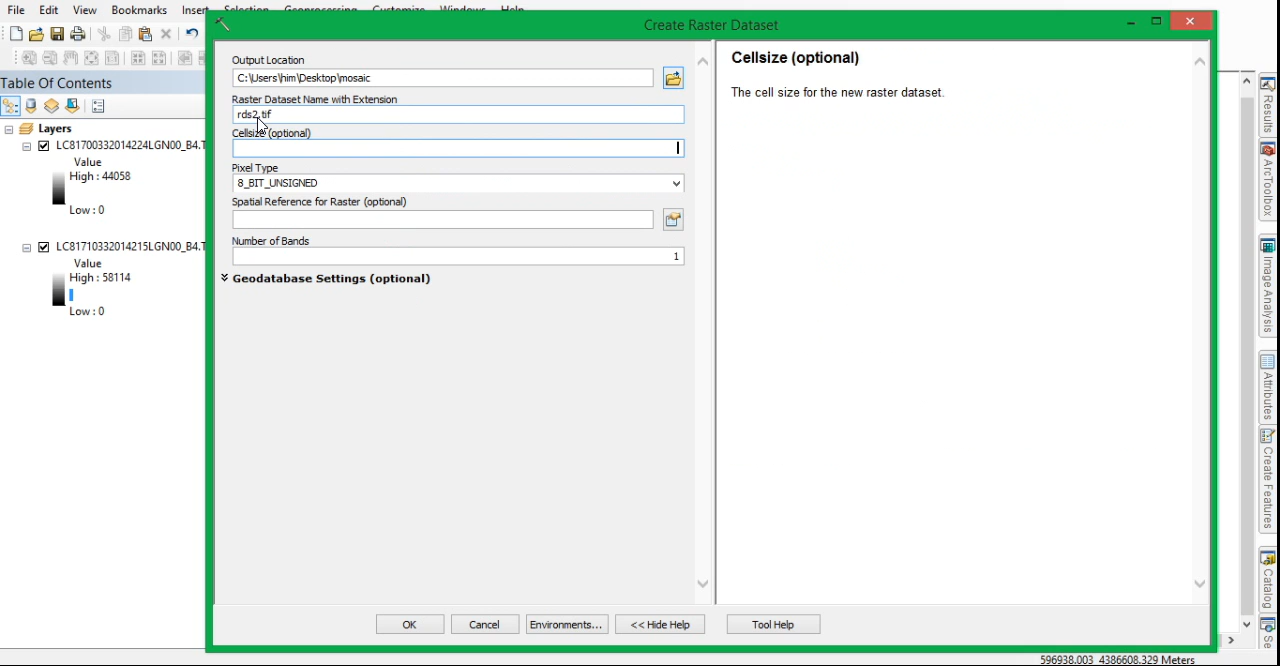 File Edit View Bookmarks Insert Selection Geoprocessing Customize Windows Help
Create Raster Dataset
Table Of Contents
Layers
LC81700332014224LGN00_B4.T
Value
High : 44058
Low : 0
LC81710332014215LGN00_B4.T
Value
High : 58114
Low : 0
Output Location
C:\Users\him\Desktop\mosaic
Raster Dataset Name with Extension
rds2.tif
Cellsize (optional)
Pixel Type
8_BIT_UNSIGNED
Spatial Reference for Raster (optional)
Number of Bands
1
Geodatabase Settings (optional)
OK
Cancel
Environments...
<< Hide Help
Tool Help
Cellsize (optional)
The cell size for the new raster dataset.
Results
ArcToolbox
Image Analysis
Attributes
Create Features
Catalog
Se
596938.003 4386608.329 Meters